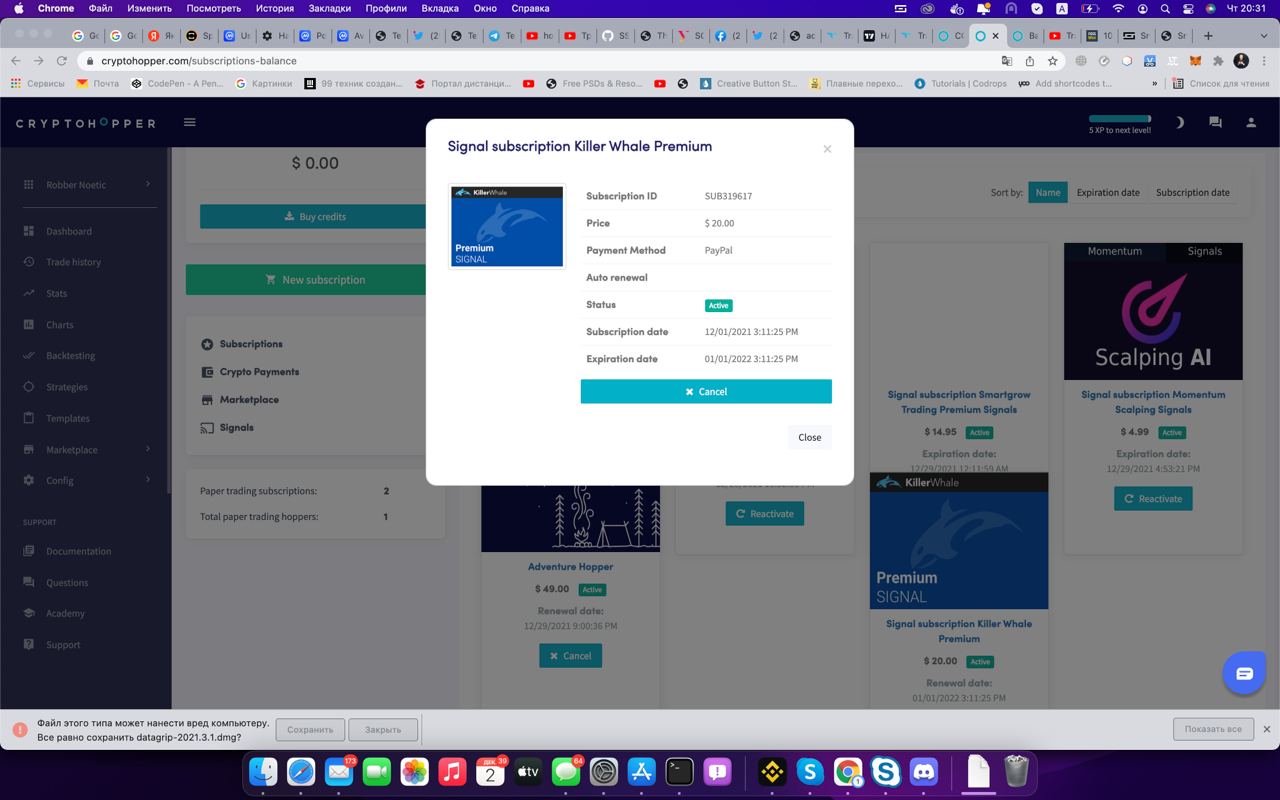 Chrome Файл Изменить Посмотреть История Закладки Профили Вкладка Окно Справка
Чт 20:31
cryptohopper.com/subscriptions-balance
Сервисы Почта CodePen - A Pen... Картинки 99 техник создан... Портал дистанци... Free PSDs & Reso... Creative Button St... Плавные перехо... Tutorials | Codrops Add shortcodes t... » Список для чтения
CRYPTOHOPPER
5 XP to next level!
Robber Noetic
Dashboard
Trade history
Stats
Charts
Backtesting
Strategies
Templates
Marketplace
Config
SUPPORT
Documentation
Questions
Academy
Support
$ 0.00
Buy credits
New subscription
Subscriptions
Crypto Payments
Marketplace
Signals
Paper trading subscriptions: 2
Total paper trading hoppers: 1
Signal subscription Killer Whale Premium
×
KillerWhale
Premium
SIGNAL
Subscription ID SUB319617
Price $ 20.00
Payment Method PayPal
Auto renewal
Status Active
Subscription date 12/01/2021 3:11:25 PM
Expiration date 01/01/2022 3:11:25 PM
Cancel
Close
Sort by: Name Expiration date Subscription date
Adventure Hopper
$ 49.00 Active
Renewal date:
12/29/2021 9:00:36 PM
Cancel
Reactivate
Signal subscription Smartgrow
Trading Premium Signals
$ 14.95 Active
Expiration date:
12/29/2021 12:11:59 AM
KillerWhale
Premium
SIGNAL
Signal subscription Killer Whale
Premium
$ 20.00 Active
Renewal date:
01/01/2022 3:11:25 PM
Momentum Signals
Scalping AI
Signal subscription Momentum
Scalping Signals
$ 4.99 Active
Expiration date:
12/29/2021 4:53:21 PM
Reactivate
Файл этого типа может нанести вред компьютеру.
Все равно сохранить datagrip-2021.3.1.dmg?
Сохранить Закрыть
Показать все
173
ДЕК. 39
2
tv
64
1